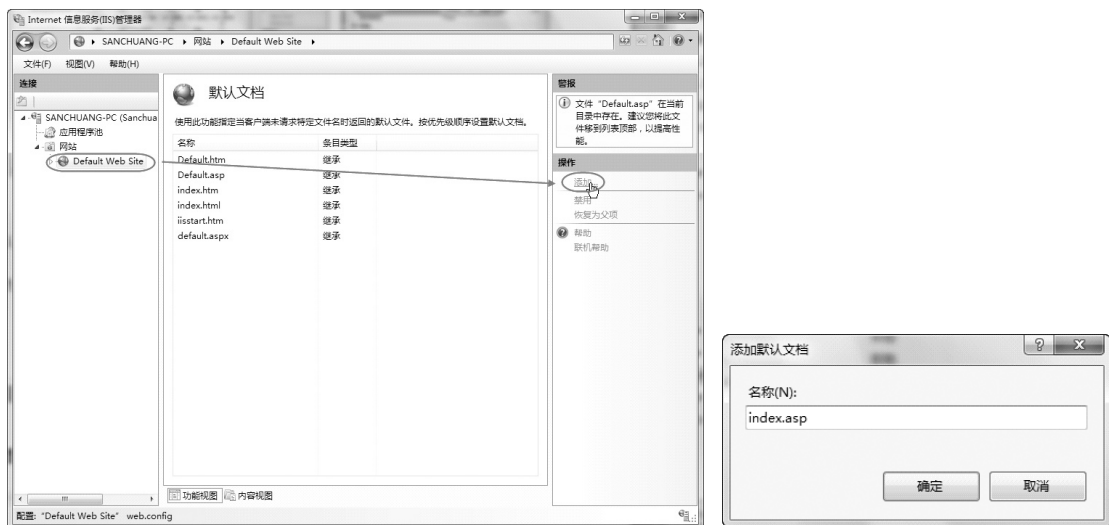 Internet 信息服务(IIS)管理器
SANCHUANG-PC ▸ 网站 ▸ Default Web Site ▸
文件(F) 视图(V) 帮助(H)
连接
SANCHUANG-PC (Sanchua
应用程序池
网站
Default Web Site
默认文档
使用此功能指定当客户端未请求特定文件名时返回的默认文件。按优先级顺序设置默认文档。
名称 条目类型
Default.htm 继承
Default.asp 继承
index.htm 继承
index.html 继承
iisstart.htm 继承
default.aspx 继承
功能视图 内容视图
警报
文件 "Default.asp" 在当前
目录中存在。建议您将此文
件移到列表顶部，以提高性
能。
操作
添加...
禁用
恢复为父项
帮助
联机帮助
配置: "Default Web Site" web.config
添加默认文档
名称(N):
index.asp
确定 取消